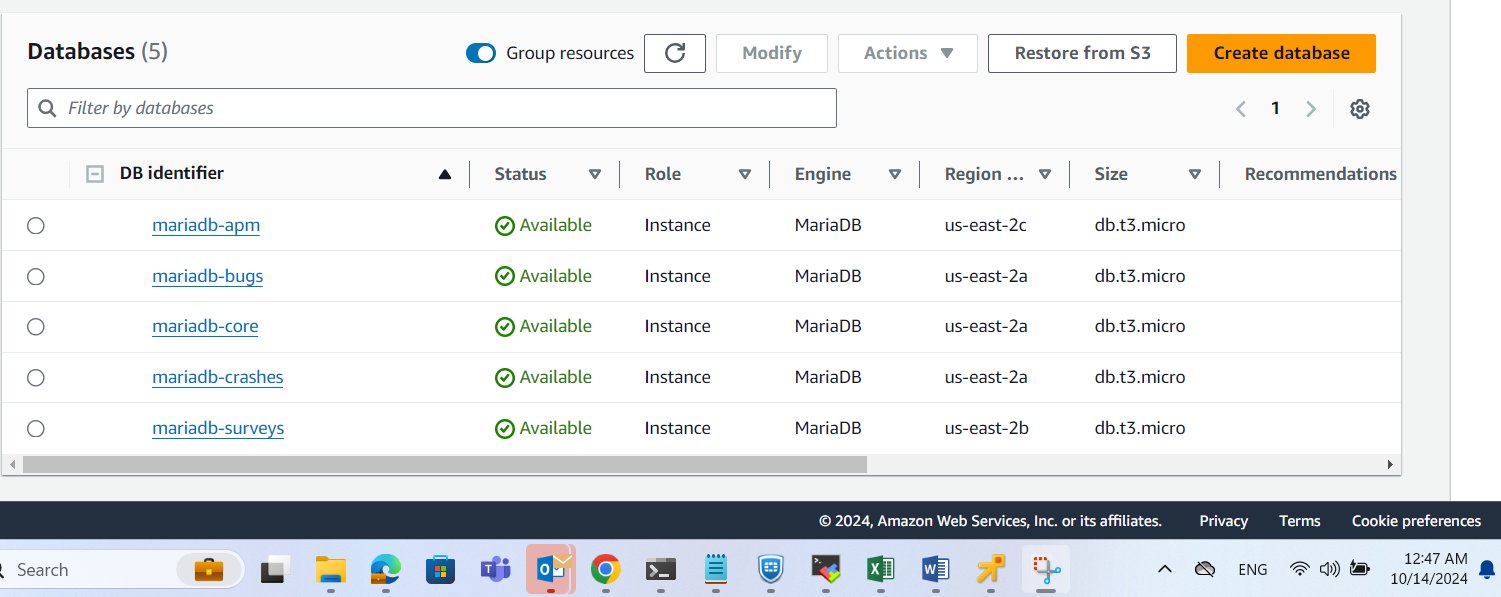 Databases (5) Group resources Modify Actions Restore from S3 Create database
Filter by databases 1
DB identifier Status Role Engine Region ... Size Recommendations
mariadb-apm Available Instance MariaDB us-east-2c db.t3.micro
mariadb-bugs Available Instance MariaDB us-east-2a db.t3.micro
mariadb-core Available Instance MariaDB us-east-2a db.t3.micro
mariadb-crashes Available Instance MariaDB us-east-2a db.t3.micro
mariadb-surveys Available Instance MariaDB us-east-2b db.t3.micro
© 2024, Amazon Web Services, Inc. or its affiliates. Privacy Terms Cookie preferences
Search ENG 12:47 AM
10/14/2024